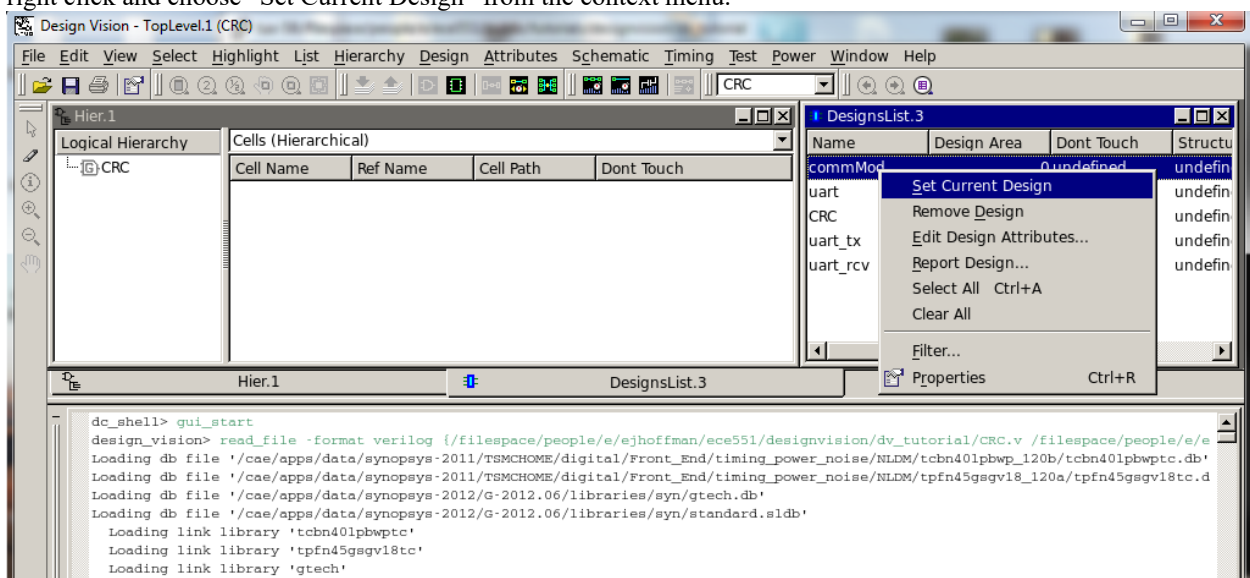 right click and choose "Set Current Design" from the context menu.
Design Vision - TopLevel.1 (CRC)
File Edit View Select Highlight List Hierarchy Design Attributes Schematic Timing Test Power Window Help
CRC
Hier.1
Logical Hierarchy
CRC
Cells (Hierarchical)
Cell Name Ref Name Cell Path Dont Touch
DesignsList.3
Name Design Area Dont Touch Structu
commMod 0 undefined undefin
uart undefin
CRC undefin
uart_tx undefin
uart_rcv undefin
Set Current Design
Remove Design
Edit Design Attributes...
Report Design...
Select All Ctrl+A
Clear All
Filter...
Properties Ctrl+R
Hier.1 DesignsList.3
dc_shell> gui_start
design_vision> read_file -format verilog {/filespace/people/e/ejhoffman/ece551/designvision/dv_tutorial/CRC.v /filespace/people/e/e
Loading db file '/cae/apps/data/synopsys-2011/TSMCHOME/digital/Front_End/timing_power_noise/NLDM/tcbn40lpbwp_120b/tcbn40lpbwptc.db'
Loading db file '/cae/apps/data/synopsys-2011/TSMCHOME/digital/Front_End/timing_power_noise/NLDM/tpfn45gsgv18_120a/tpfn45gsgv18tc.d
Loading db file '/cae/apps/data/synopsys-2012/G-2012.06/libraries/syn/gtech.db'
Loading db file '/cae/apps/data/synopsys-2012/G-2012.06/libraries/syn/standard.sldb'
Loading link library 'tcbn40lpbwptc'
Loading link library 'tpfn45gsgv18tc'
Loading link library 'gtech'